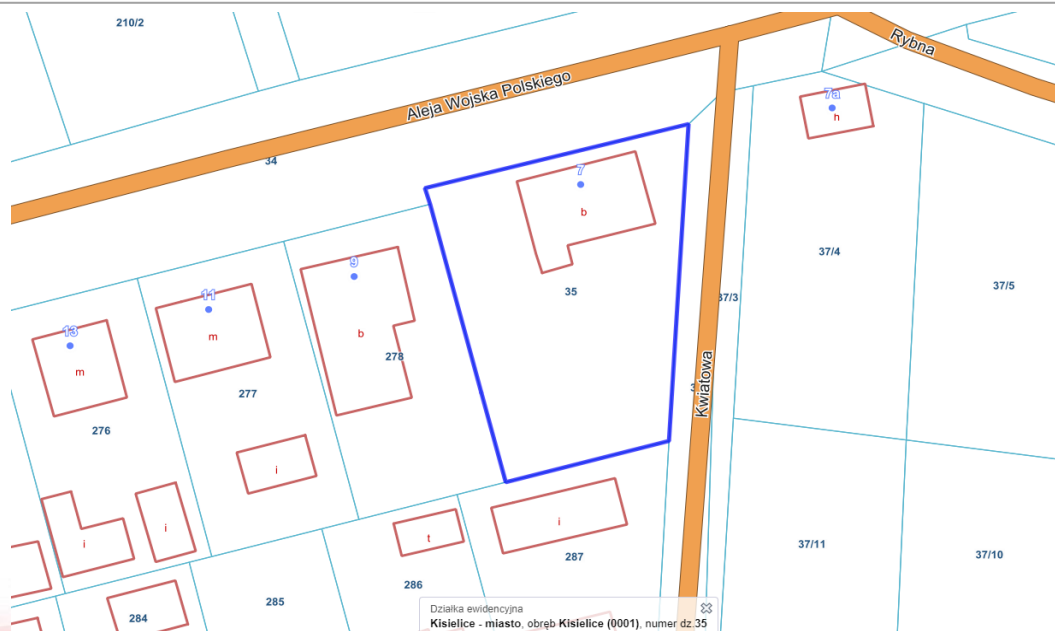 210/2
Rybna
Aleja Wojska Polskiego
7a
h
34
7
b
37/4
9
35
37/5
11
37/3
13
m
b
m
278
Kwiatowa
277
276
i
i
i
i
t
37/11
287
37/10
286
285
284
Działka ewidencyjna
Kisielice - miasto, obręb Kisielice (0001), numer dz.35